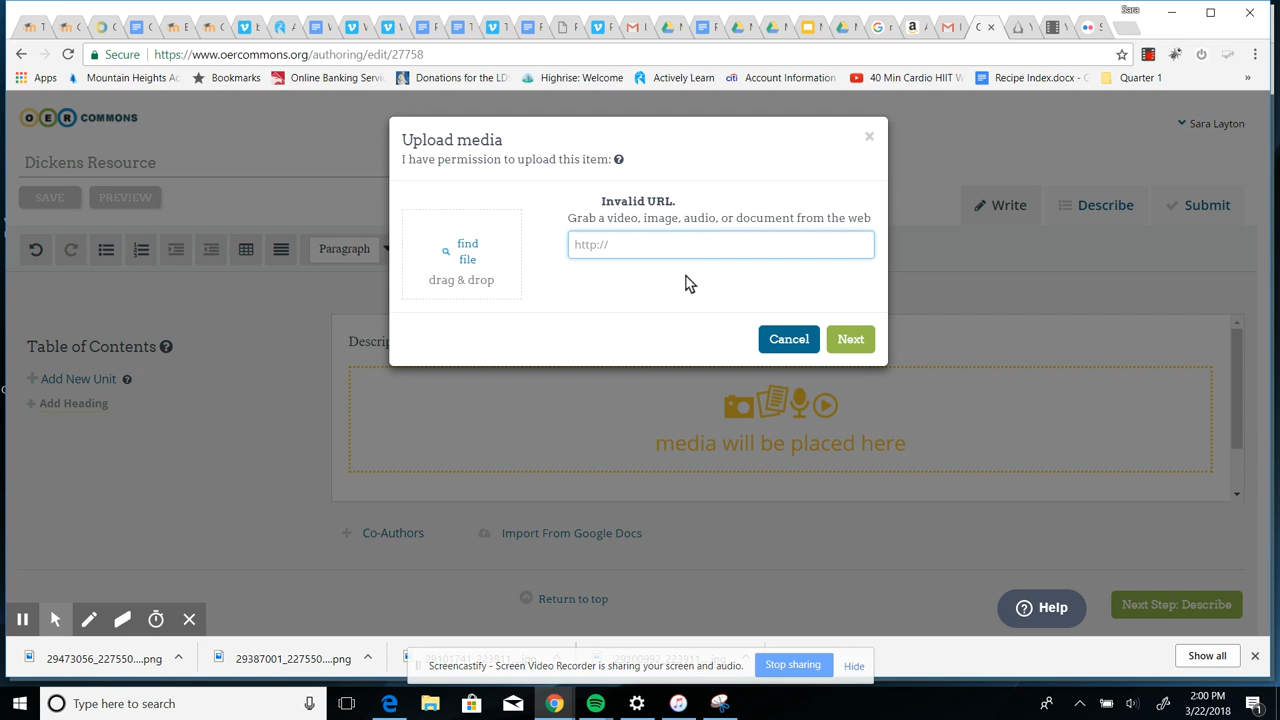 Sara
Secure
https://www.oercommons.org/authoring/edit/27758
Apps
Mountain Heights Ac
Bookmarks
Online Banking Servic
Donations for the LD
Highrise: Welcome
Actively Learn
Account Information
40 Min Cardio HIIT W
Recipe Index.docx - G
Quarter 1
»
OER COMMONS
Sara Layton
Dickens Resource
SAVE
PREVIEW
Write
Describe
Submit
Paragraph
Upload media
×
I have permission to upload this item:
Invalid URL.
Grab a video, image, audio, or document from the web
http://
find
file
drag & drop
Cancel
Next
Table of Contents
Add New Unit
Add Heading
Descrip
media will be placed here
Co-Authors
Import From Google Docs
Return to top
Help
Next Step: Describe
29473056_227550....png
29387001_227550....png
Show all
Screencastify - Screen Video Recorder is sharing your screen and audio.
Stop sharing
Hide
Type here to search
2:00 PM
3/22/2018